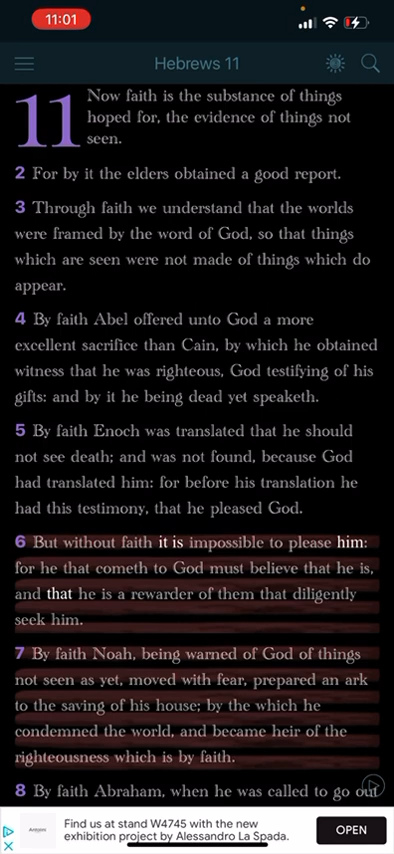 11:01
Hebrews 11
11 Now faith is the substance of things
hoped for, the evidence of things not
seen.
2 For by it the elders obtained a good report.
3 Through faith we understand that the worlds
were framed by the word of God, so that things
which are seen were not made of things which do
appear.
4 By faith Abel offered unto God a more
excellent sacrifice than Cain, by which he obtained
witness that he was righteous, God testifying of his
gifts: and by it he being dead yet speaketh.
5 By faith Enoch was translated that he should
not see death; and was not found, because God
had translated him: for before his translation he
had this testimony, that he pleased God.
6 But without faith it is impossible to please him:
for he that cometh to God must believe that he is,
and that he is a rewarder of them that diligently
seek him.
7 By faith Noah, being warned of God of things
not seen as yet, moved with fear, prepared an ark
to the saving of his house; by the which he
condemned the world, and became heir of the
righteousness which is by faith.
8 By faith Abraham, when he was called to go out
Find us at stand W4745 with the new
exhibition project by Alessandro La Spada.
OPEN